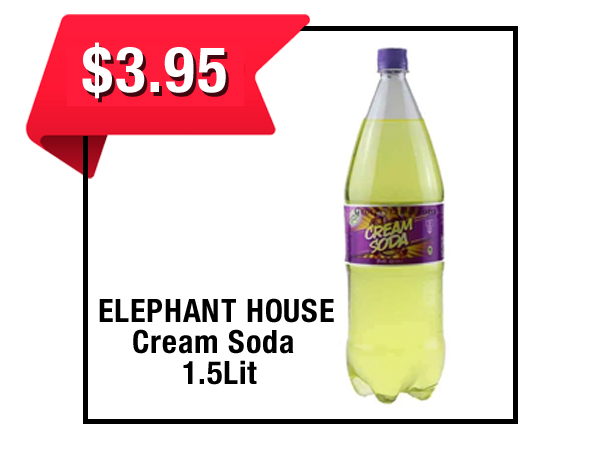 $3.95
CREAM
SODA
ELEPHANT HOUSE
Cream Soda
1.5Lit